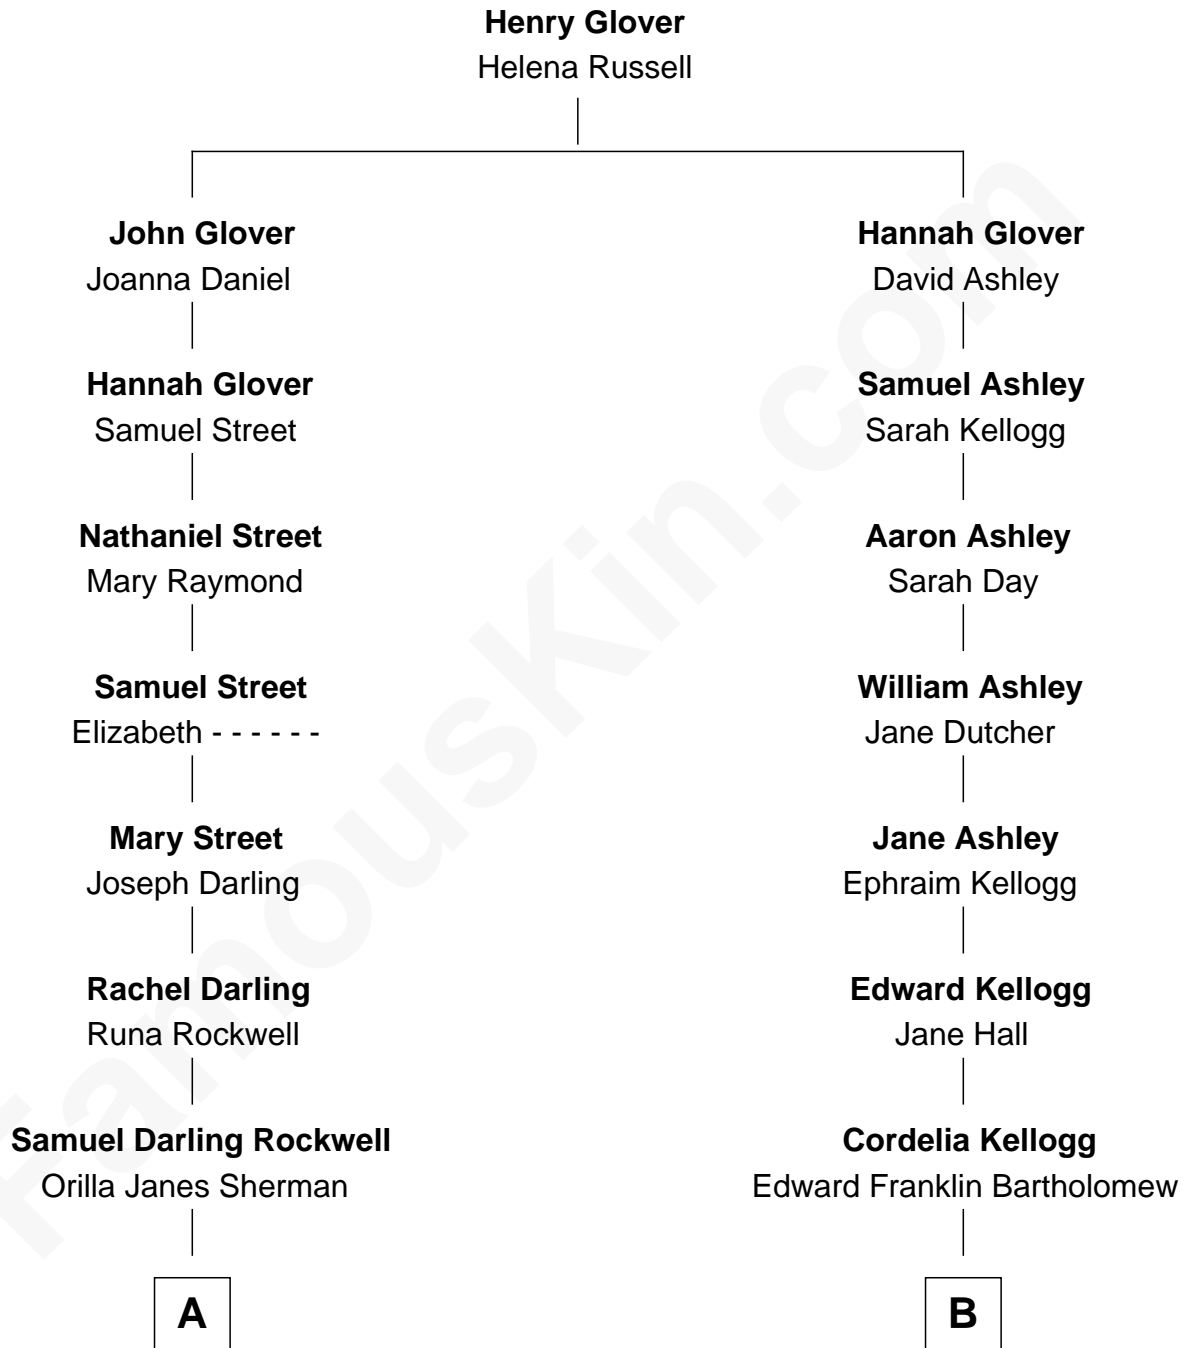 Henry Glover
Helena Russell
John Glover
Joanna Daniel
Hannah Glover
David Ashley
Hannah Glover
Samuel Street
Samuel Ashley
Sarah Kellogg
Nathaniel Street
Mary Raymond
Aaron Ashley
Sarah Day
Samuel Street
Elizabeth - - - - - -
William Ashley
Jane Dutcher
Mary Street
Joseph Darling
Jane Ashley
Ephraim Kellogg
Rachel Darling
Runa Rockwell
Edward Kellogg
Jane Hall
Samuel Darling Rockwell
Orilla Janes Sherman
Cordelia Kellogg
Edward Franklin Bartholomew
A
B
FamousKin.com